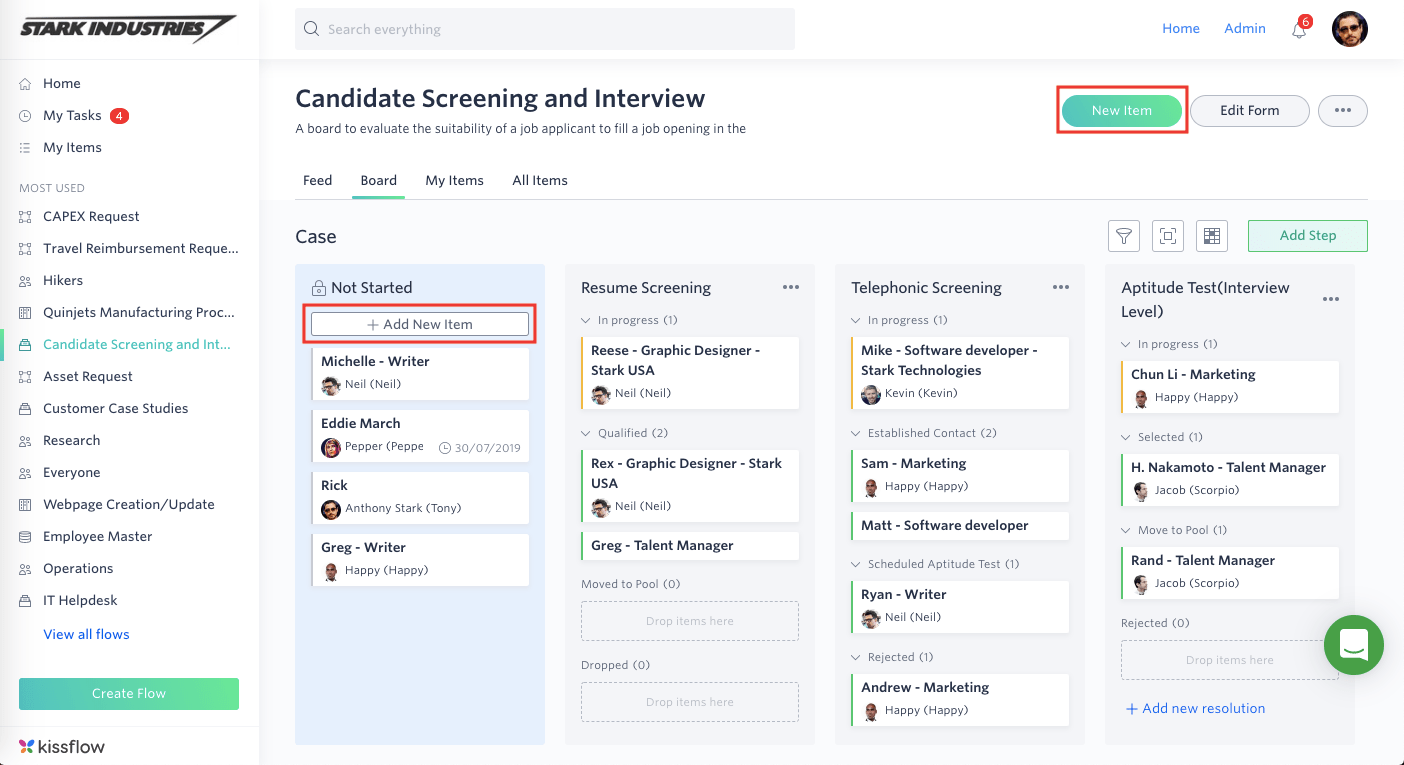 STARK INDUSTRIES
Search everything
Home
Admin
6
Home
My Tasks 4
My Items
MOST USED
CAPEX Request
Travel Reimbursement Reque...
Hikers
Quinjets Manufacturing Proc...
Candidate Screening and Int...
Asset Request
Customer Case Studies
Research
Everyone
Webpage Creation/Update
Employee Master
Operations
IT Helpdesk
View all flows
Create Flow
kissflow
Candidate Screening and Interview
A board to evaluate the suitability of a job applicant to fill a job opening in the
New Item
Edit Form
Feed
Board
My Items
All Items
Case
Add Step
Not Started
+ Add New Item
Michelle - Writer
Neil (Neil)
Eddie March
Pepper (Peppe
30/07/2019
Rick
Anthony Stark (Tony)
Greg - Writer
Happy (Happy)
Resume Screening
In progress (1)
Reese - Graphic Designer -
Stark USA
Neil (Neil)
Qualified (2)
Rex - Graphic Designer - Stark
USA
Neil (Neil)
Greg - Talent Manager
Moved to Pool (0)
Drop items here
Dropped (0)
Drop items here
Telephonic Screening
In progress (1)
Mike - Software developer -
Stark Technologies
Kevin (Kevin)
Established Contact (2)
Sam - Marketing
Happy (Happy)
Matt - Software developer
Scheduled Aptitude Test (1)
Ryan - Writer
Neil (Neil)
Rejected (1)
Andrew - Marketing
Happy (Happy)
Aptitude Test(Interview
Level)
In progress (1)
Chun Li - Marketing
Happy (Happy)
Selected (1)
H. Nakamoto - Talent Manager
Jacob (Scorpio)
Move to Pool (1)
Rand - Talent Manager
Jacob (Scorpio)
Rejected (0)
Drop items here
+ Add new resolution